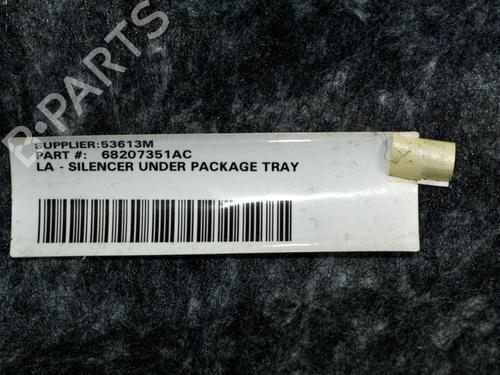 B-PARTS
SUPPLIER:53613M
PART #: 68207351AC
LA - SILENCER UNDER PACKAGE TRAY